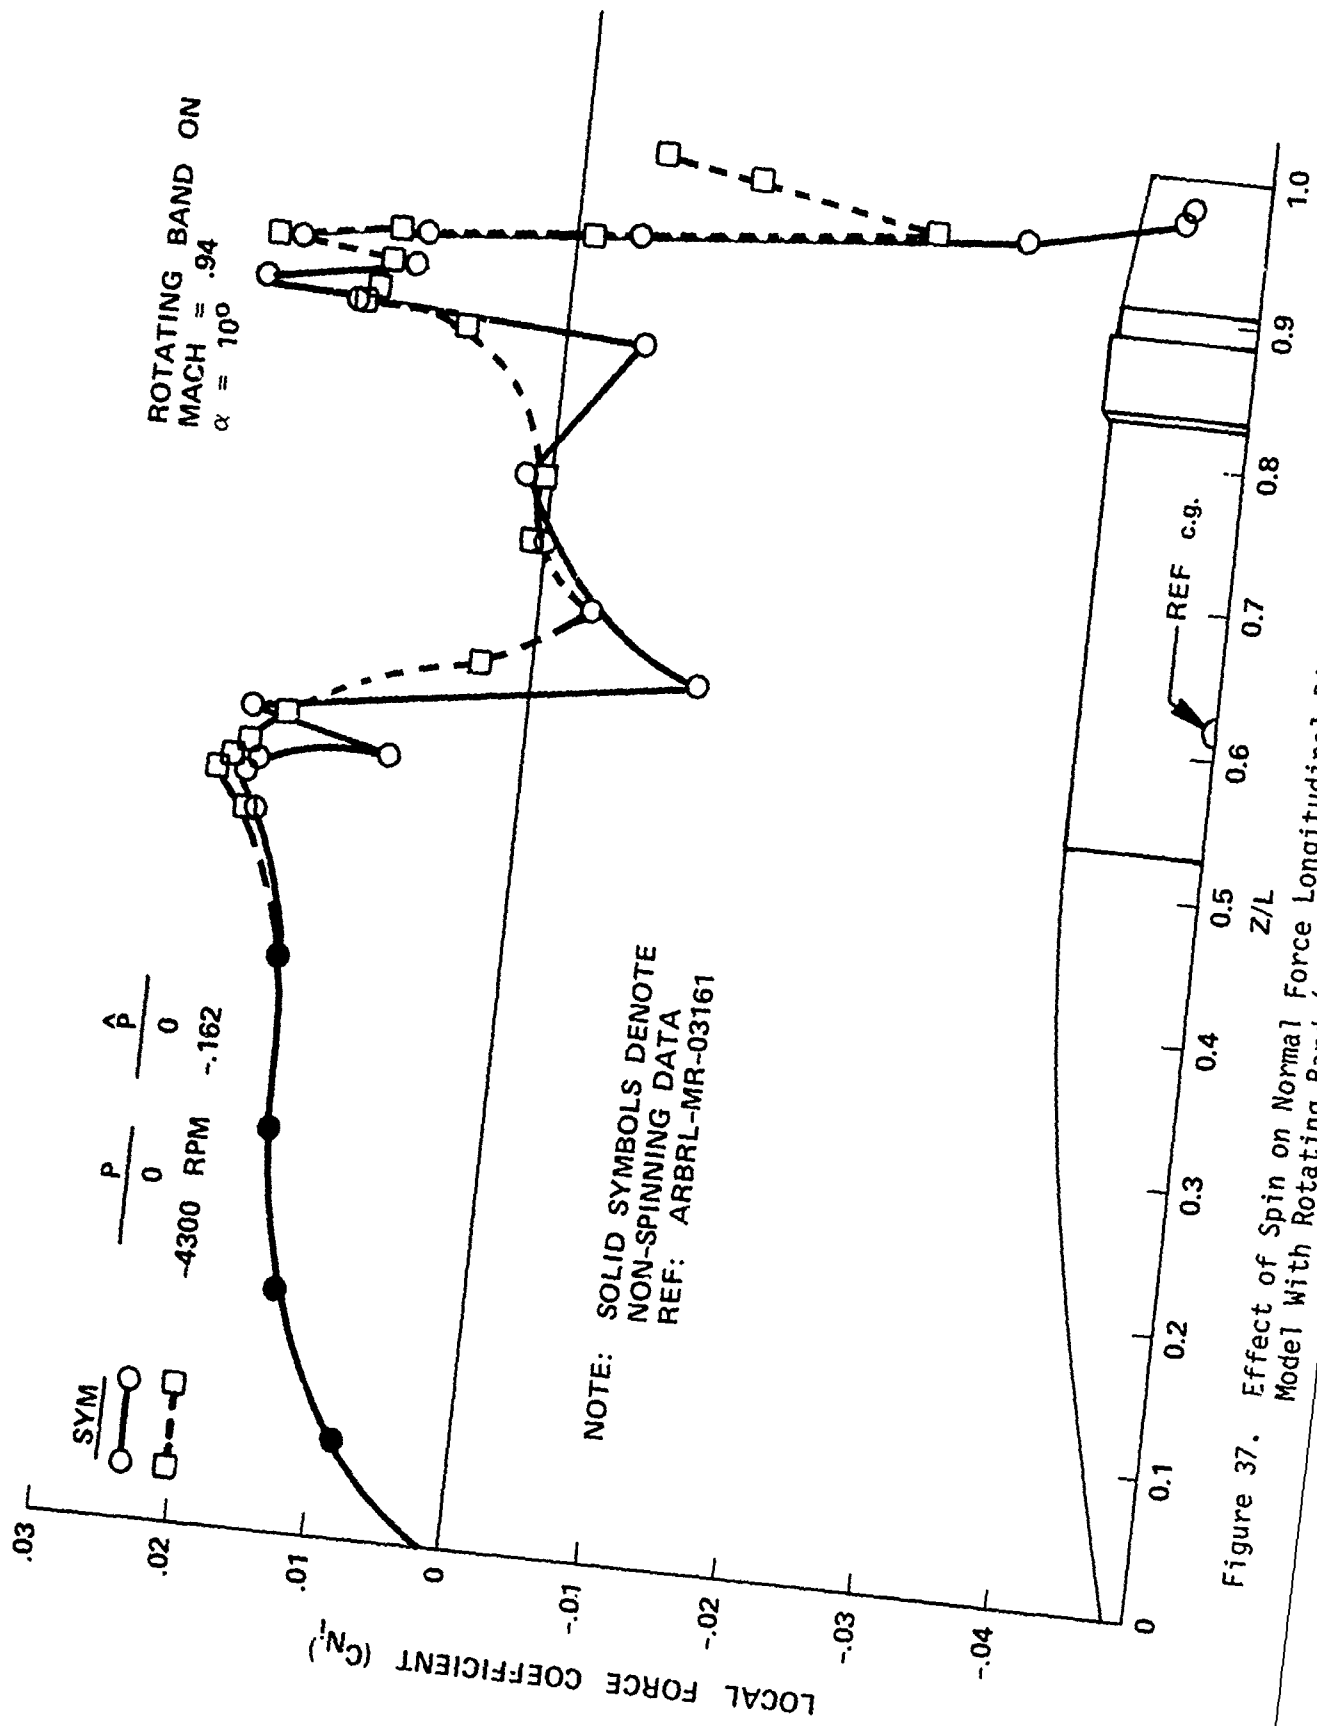 SYM
P
P̂
0
0
-4300 RPM
-.162
ROTATING BAND ON
MACH = .94
α = 10°
.03
.02
.01
0
-.01
-.02
-.03
-.04
LOCAL FORCE COEFFICIENT (CNi)
NOTE: SOLID SYMBOLS DENOTE
NON-SPINNING DATA
REF: ARBRL-MR-03161
REF c.g.
0
0.1
0.2
0.3
0.4
0.5
0.6
0.7
0.8
0.9
1.0
Z/L
Figure 37. Effect of Spin on Normal Force Longitudinal
Model With Rotating